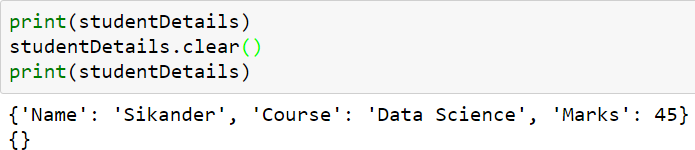 print(studentDetails)
studentDetails.clear()
print(studentDetails)
{'Name': 'Sikander', 'Course': 'Data Science', 'Marks': 45}
{}